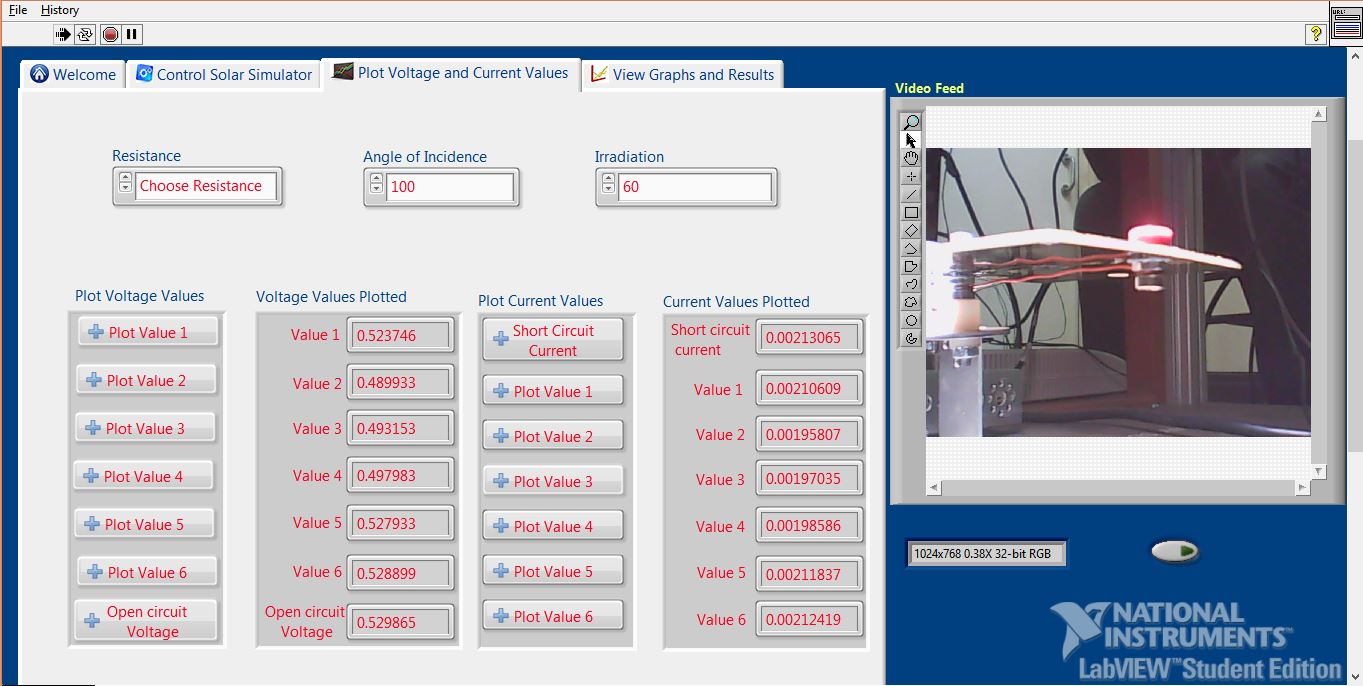 File History
URL:
Welcome
Control Solar Simulator
Plot Voltage and Current Values
View Graphs and Results
Video Feed
Resistance
Choose Resistance
Angle of Incidence
100
Irradiation
60
Plot Voltage Values
Plot Value 1
Plot Value 2
Plot Value 3
Plot Value 4
Plot Value 5
Plot Value 6
Open circuit
Voltage
Voltage Values Plotted
Value 1 0.523746
Value 2 0.489933
Value 3 0.493153
Value 4 0.497983
Value 5 0.527933
Value 6 0.528899
Open circuit
Voltage
0.529865
Plot Current Values
Short Circuit
Current
Plot Value 1
Plot Value 2
Plot Value 3
Plot Value 4
Plot Value 5
Plot Value 6
Current Values Plotted
Short circuit
current
0.00213065
Value 1 0.00210609
Value 2 0.00195807
Value 3 0.00197035
Value 4 0.00198586
Value 5 0.00211837
Value 6 0.00212419
1024x768 0.38X 32-bit RGB
NATIONAL
INSTRUMENTS™
LabVIEW™ Student Edition